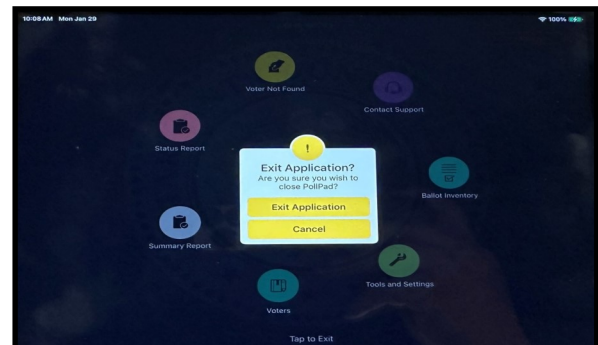 10:08 AM Mon Jan 29
100%
Voter Not Found
Contact Support
Status Report
!
Exit Application?
Are you sure you wish to
close PollPad?
Exit Application
Cancel
Ballot Inventory
Summary Report
Tools and Settings
Voters
Tap to Exit